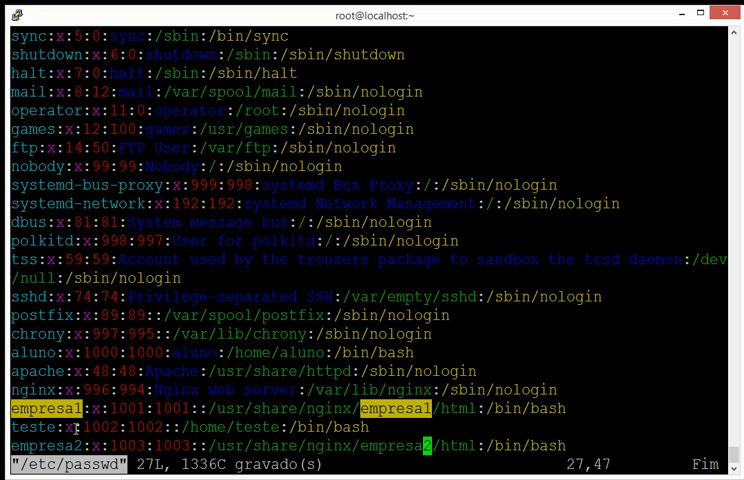 root@localhost:~
sync:x:5:0:sync:/sbin:/bin/sync
shutdown:x:6:0:shutdown:/sbin:/sbin/shutdown
halt:x:7:0:halt:/sbin:/sbin/halt
mail:x:8:12:mail:/var/spool/mail:/sbin/nologin
operator:x:11:0:operator:/root:/sbin/nologin
games:x:12:100:games:/usr/games:/sbin/nologin
ftp:x:14:50:FTP User:/var/ftp:/sbin/nologin
nobody:x:99:99:Nobody:/:/sbin/nologin
systemd-bus-proxy:x:999:998:systemd Bus Proxy:/:/sbin/nologin
systemd-network:x:192:192:systemd Network Management:/:/sbin/nologin
dbus:x:81:81:System message bus:/:/sbin/nologin
polkitd:x:998:997:User for polkitd:/:/sbin/nologin
tss:x:59:59:Account used by the trousers package to sandbox the tcsd daemon:/dev
/null:/sbin/nologin
sshd:x:74:74:Privilege-separated SSH:/var/empty/sshd:/sbin/nologin
postfix:x:89:89::/var/spool/postfix:/sbin/nologin
chrony:x:997:995::/var/lib/chrony:/sbin/nologin
aluno:x:1000:1000:aluno:/home/aluno:/bin/bash
apache:x:48:48:Apache:/usr/share/httpd:/sbin/nologin
nginx:x:996:994:Nginx web server:/var/lib/nginx:/sbin/nologin
empresa1:x:1001:1001::/usr/share/nginx/empresa1/html:/bin/bash
teste:x:1002:1002::/home/teste:/bin/bash
empresa2:x:1003:1003::/usr/share/nginx/empresa2/html:/bin/bash
"/etc/passwd" 27L, 1336C gravado(s) 27,47 Fim